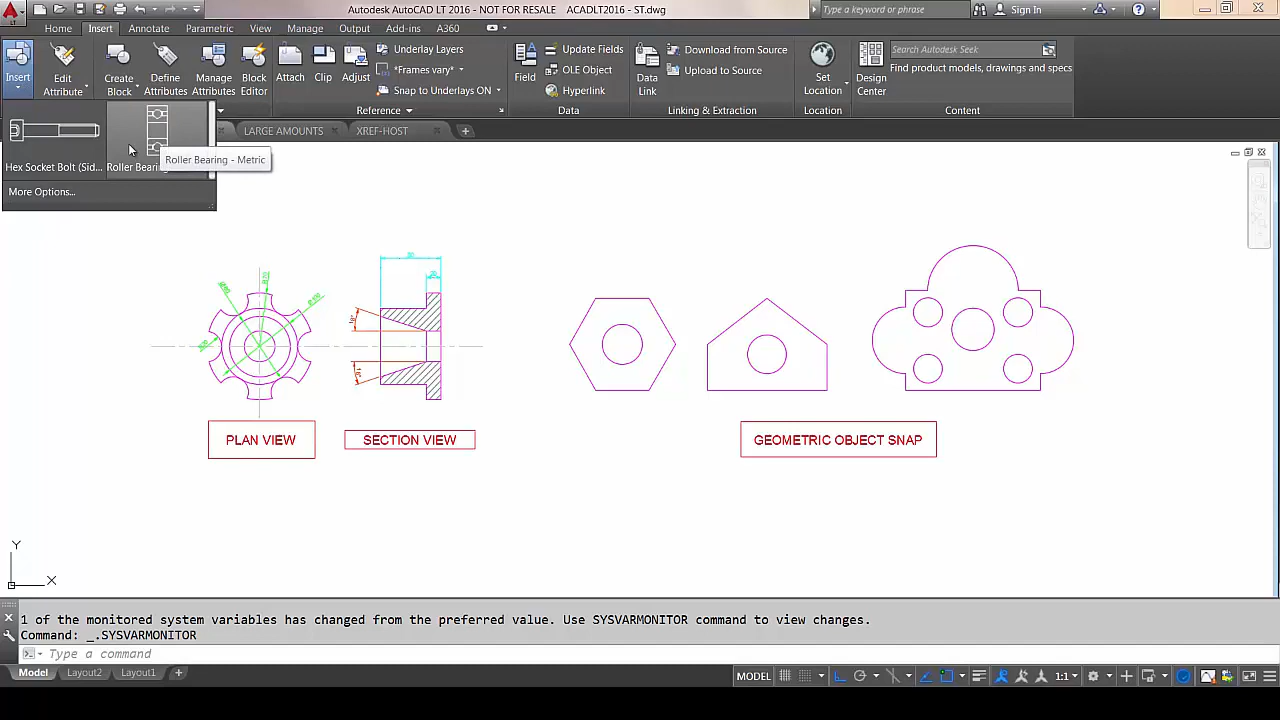 Autodesk AutoCAD LT 2016 - NOT FOR RESALE ACADLT2016 - ST.dwg
Type a keyword or phrase
Sign In
LT
Home Insert Annotate Parametric View Manage Output Add-ins A360
Insert
Edit Attribute
Create Block
Define Attributes
Manage Attributes
Block Editor
Attach
Clip
Adjust
Underlay Layers
*Frames vary*
Snap to Underlays ON
Field
Update Fields
OLE Object
Hyperlink
Data Link
Download from Source
Upload to Source
Set Location
Design Center
Search Autodesk Seek
Find product models, drawings and specs
Reference
Data
Linking & Extraction
Location
Content
LARGE AMOUNTS
XREF-HOST
Hex Socket Bolt (Sid...
Roller Bearing
Roller Bearing - Metric
More Options...
PLAN VIEW
SECTION VIEW
GEOMETRIC OBJECT SNAP
Y
X
1 of the monitored system variables has changed from the preferred value. Use SYSVARMONITOR command to view changes.
Command: _.SYSVARMONITOR
Type a command
Model Layout2 Layout1
MODEL
1:1